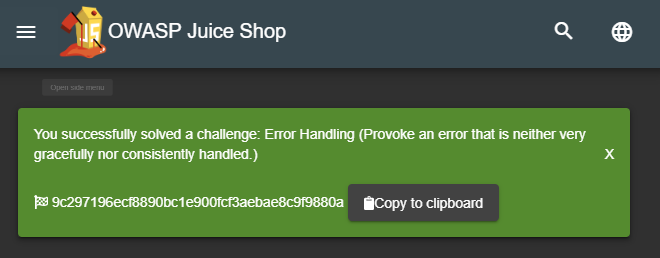 OWASP Juice Shop
Open side menu
You successfully solved a challenge: Error Handling (Provoke an error that is neither very
gracefully nor consistently handled.)
X
9c297196ecf8890bc1e900fcf3aebae8c9f9880a Copy to clipboard